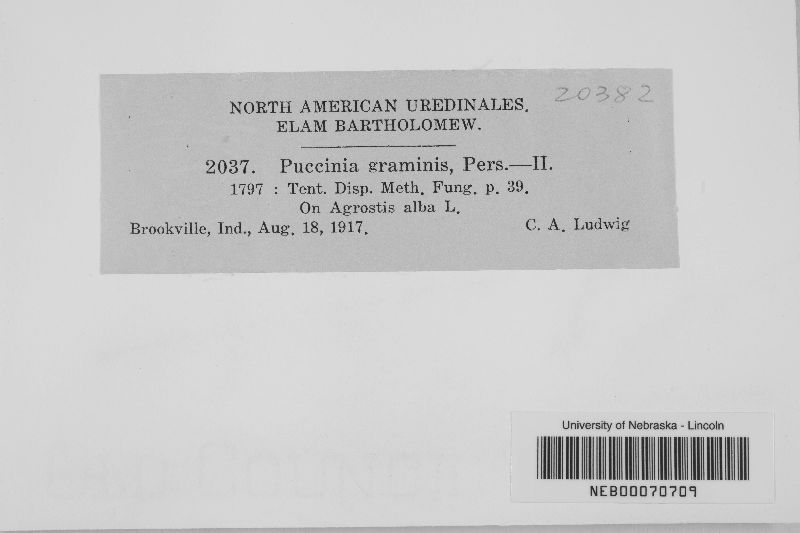 20382
NORTH AMERICAN UREDINALES.
ELAM BARTHOLOMEW.
2037. Puccinia graminis, Pers.—II.
1797 : Tent. Disp. Meth. Fung. p. 39.
On Agrostis alba L.
Brookville, Ind., Aug. 18, 1917. C. A. Ludwig
University of Nebraska - Lincoln
NEB00070709